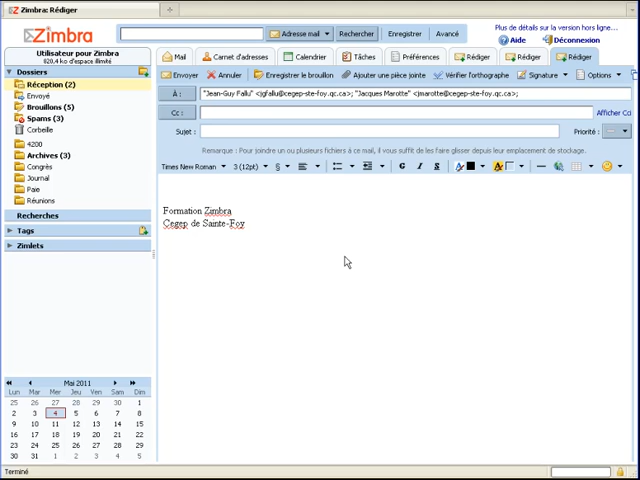 Zimbra: Rédiger
Zimbra
Adresse mail
Rechercher
Enregistrer
Avancé
Plus de détails sur la version hors ligne...
Aide
Déconnexion
Utilisateur pour Zimbra
820,4 ko d'espace illimité
Mail
Carnet d'adresses
Calendrier
Tâches
Préférences
Rédiger
Rédiger
Rédiger
Dossiers
Envoyer
Annuler
Enregistrer le brouillon
Ajouter une pièce jointe
Vérifier l'orthographe
Signature
Options
Réception (2)
Envoyé
Brouillons (5)
Spams (3)
Corbeille
4200
Archives (3)
Congrès
Journal
Paie
Réunions
Recherches
Tags
Zimlets
À :
"Jean-Guy Fallu" <jgfallu@cegep-ste-foy.qc.ca>; "Jacques Marotte" <jmarotte@cegep-ste-foy.qc.ca>;
Cc :
Afficher Cci
Sujet :
Priorité :
Remarque : Pour joindre un ou plusieurs fichiers à ce mail, il vous suffit de les faire glisser depuis leur emplacement de stockage.
Times New Roman
3 (12pt)
§
G I S
Formation Zimbra
Cegep de Sainte-Foy
Mai 2011
Lun Mar Mer Jeu Ven Sam Dim
25 26 27 28 29 30 1
2 3 4 5 6 7 8
9 10 11 12 13 14 15
16 17 18 19 20 21 22
23 24 25 26 27 28 29
30 31 1 2 3 4 5
Terminé